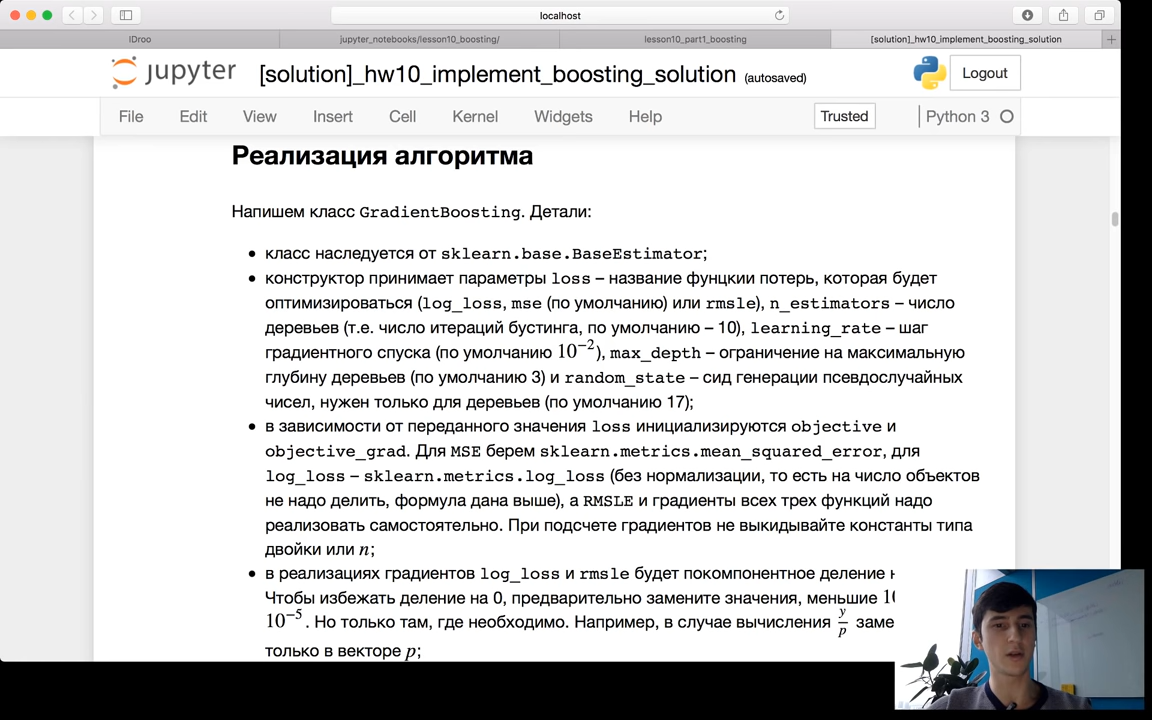 localhost
IDroo
jupyter_notebooks/lesson10_boosting/
lesson10_part1_boosting
[solution]_hw10_implement_boosting_solution
+
jupyter [solution]_hw10_implement_boosting_solution (autosaved)
Logout
File Edit View Insert Cell Kernel Widgets Help
Trusted
Python 3
Реализация алгоритма
Напишем класс GradientBoosting. Детали:
• класс наследуется от sklearn.base.BaseEstimator;
• конструктор принимает параметры loss – название фунцкии потерь, которая будет
оптимизироваться (log_loss, mse (по умолчанию) или rmsle), n_estimators – число
деревьев (т.е. число итераций бустинга, по умолчанию – 10), learning_rate – шаг
градиентного спуска (по умолчанию 10⁻²), max_depth – ограничение на максимальную
глубину деревьев (по умолчанию 3) и random_state – сид генерации псевдослучайных
чисел, нужен только для деревьев (по умолчанию 17);
• в зависимости от переданного значения loss инициализируются objective и
objective_grad. Для MSE берем sklearn.metrics.mean_squared_error, для
log_loss – sklearn.metrics.log_loss (без нормализации, то есть на число объектов
не надо делить, формула дана выше), а RMSLE и градиенты всех трех функций надо
реализовать самостоятельно. При подсчете градиентов не выкидывайте константы типа
двойки или n;
• в реализациях градиентов log_loss и rmsle будет покомпонентное деление
Чтобы избежать деление на 0, предварительно замените значения, меньшие
10⁻⁵. Но только там, где необходимо. Например, в случае вычисления y/p
только в векторе p;